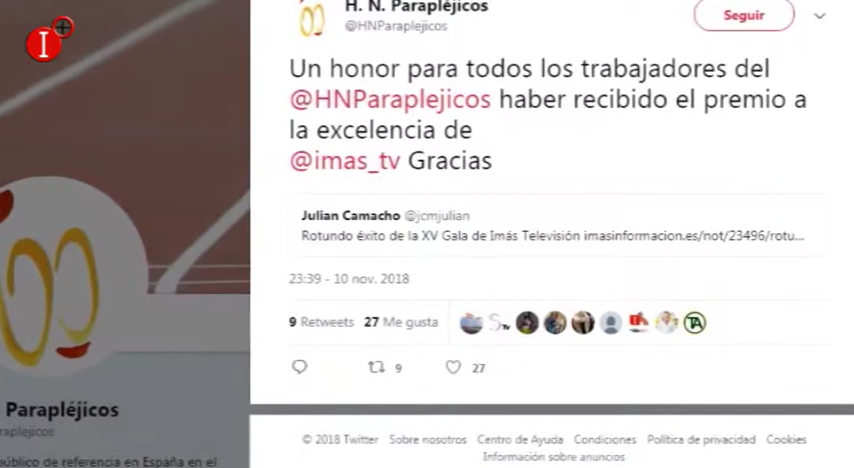 I
H. N. Parapléjicos
@HNParaplejicos
Seguir
Un honor para todos los trabajadores del
@HNParaplejicos haber recibido el premio a
la excelencia de
@imas_tv Gracias
Julian Camacho @jcmjulian
Rotundo éxito de la XV Gala de Imás Televisión imasinformacion.es/not/23496/rotu...
23:39 - 10 nov. 2018
9 Retweets 27 Me gusta
TA
9 27
Parapléjicos
raplejicos
público de referencia en España en el
© 2018 Twitter Sobre nosotros Centro de Ayuda Condiciones Política de privacidad Cookies
Información sobre anuncios